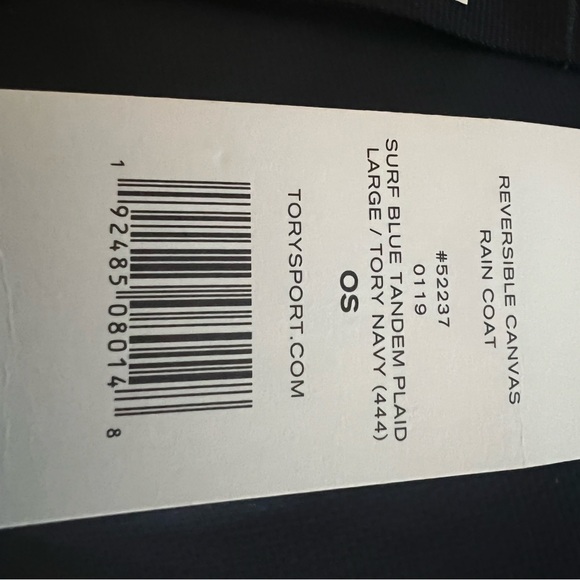 REVERSIBLE CANVAS
RAIN COAT
#52237
0119
SURF BLUE TANDEM PLAID
LARGE / TORY NAVY (444)
OS
TORYSPORT.COM
1 92485 08014 8